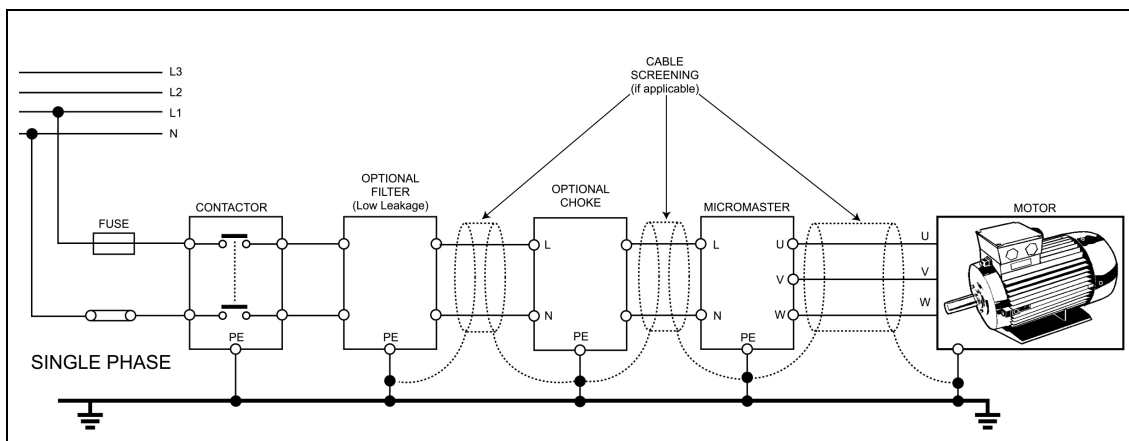 CABLE
SCREENING
(if applicable)
L3
L2
L1
N
OPTIONAL
FILTER
(Low Leakage)
OPTIONAL
CHOKE
FUSE
CONTACTOR
MICROMASTER
MOTOR
L
L
U
U
V
V
N
N
W
W
PE
PE
PE
PE
SINGLE PHASE